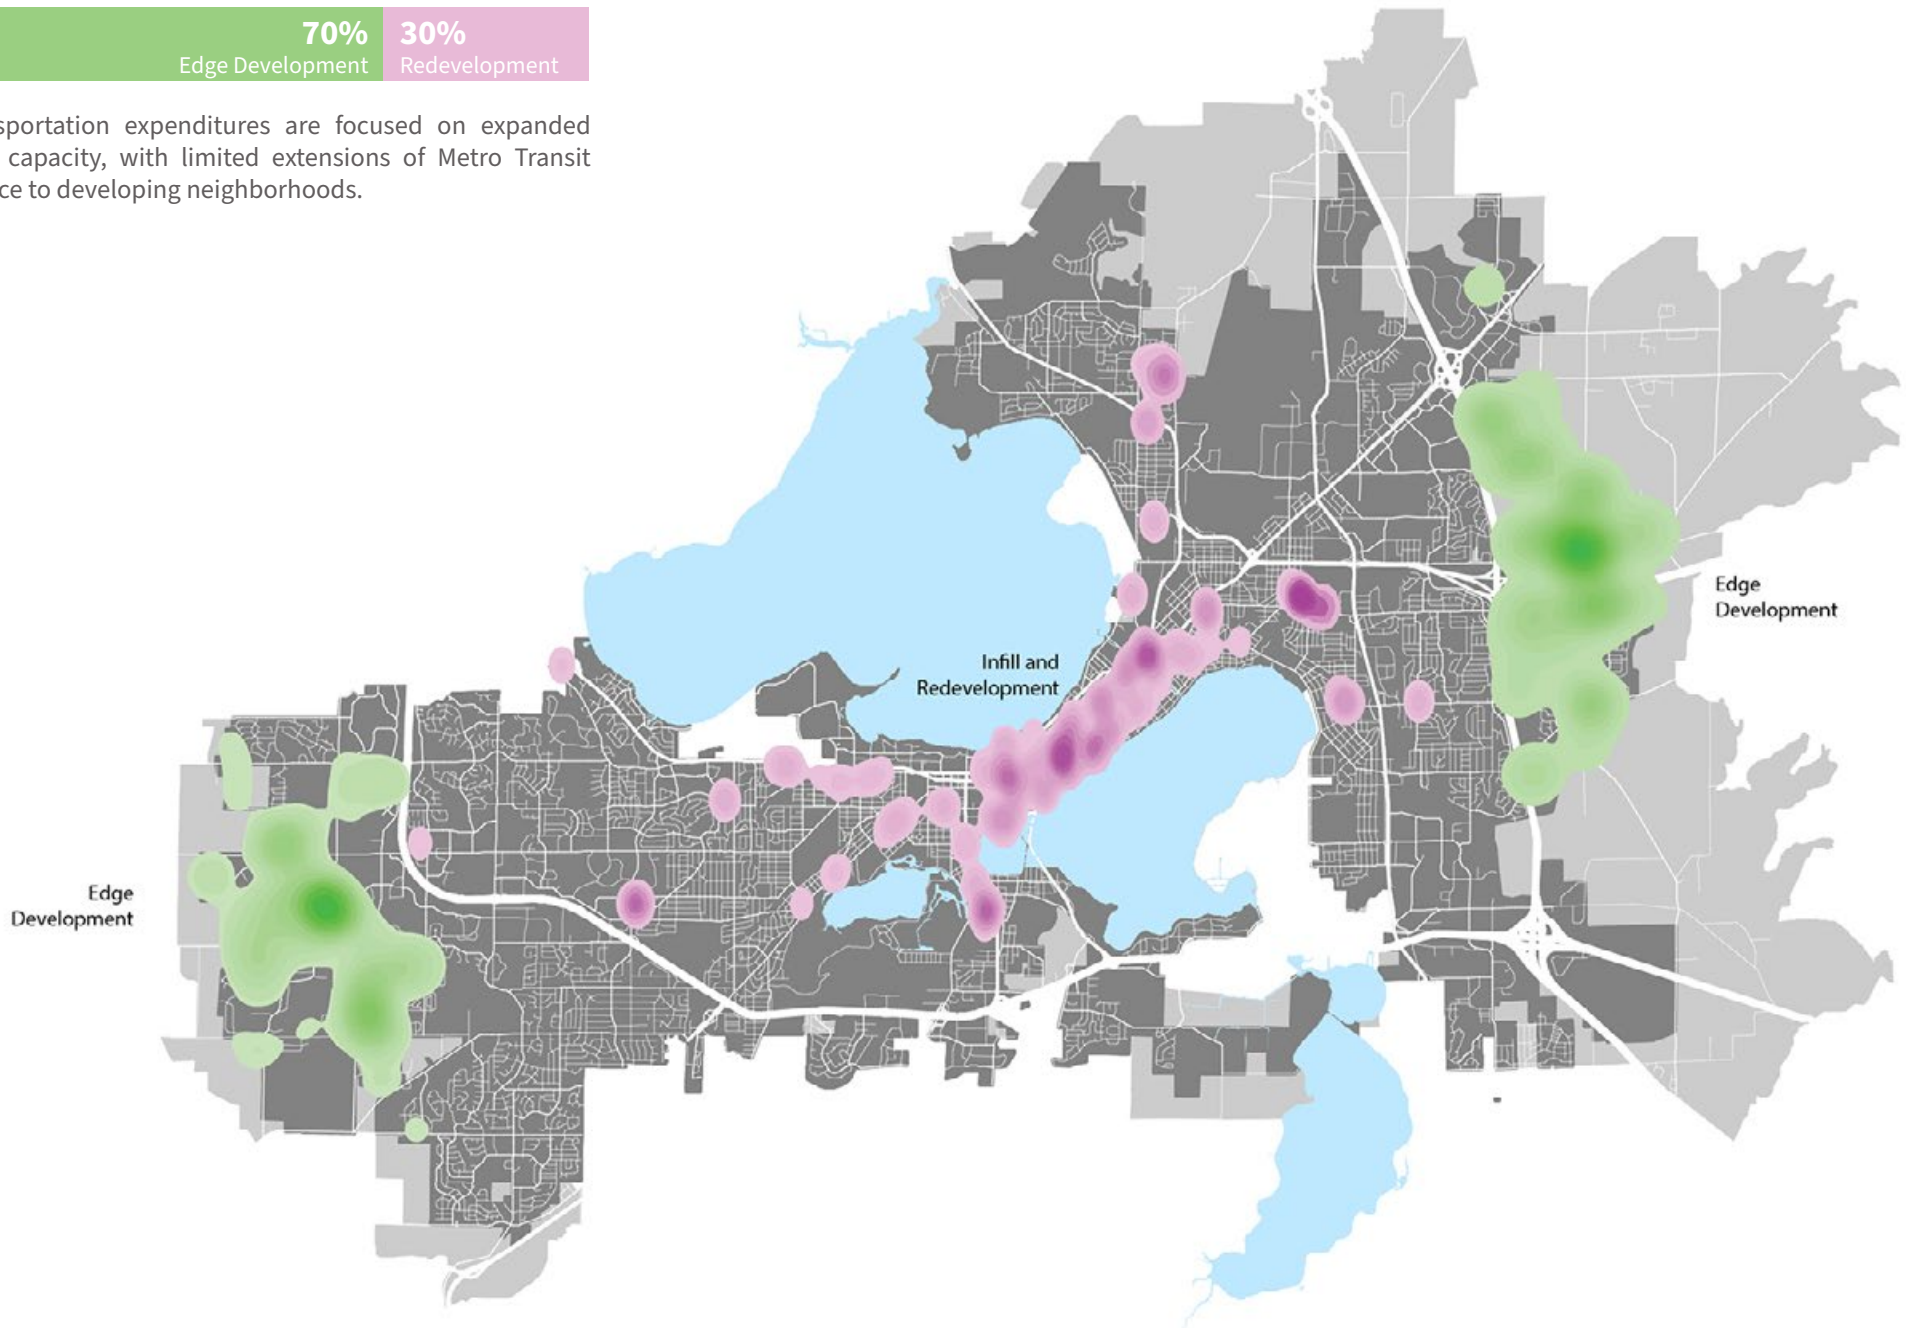 70%
Edge Development
30%
Redevelopment
sportation expenditures are focused on expanded
capacity, with limited extensions of Metro Transit
ce to developing neighborhoods.
Edge
Development
Infill and
Redevelopment
Edge
Development